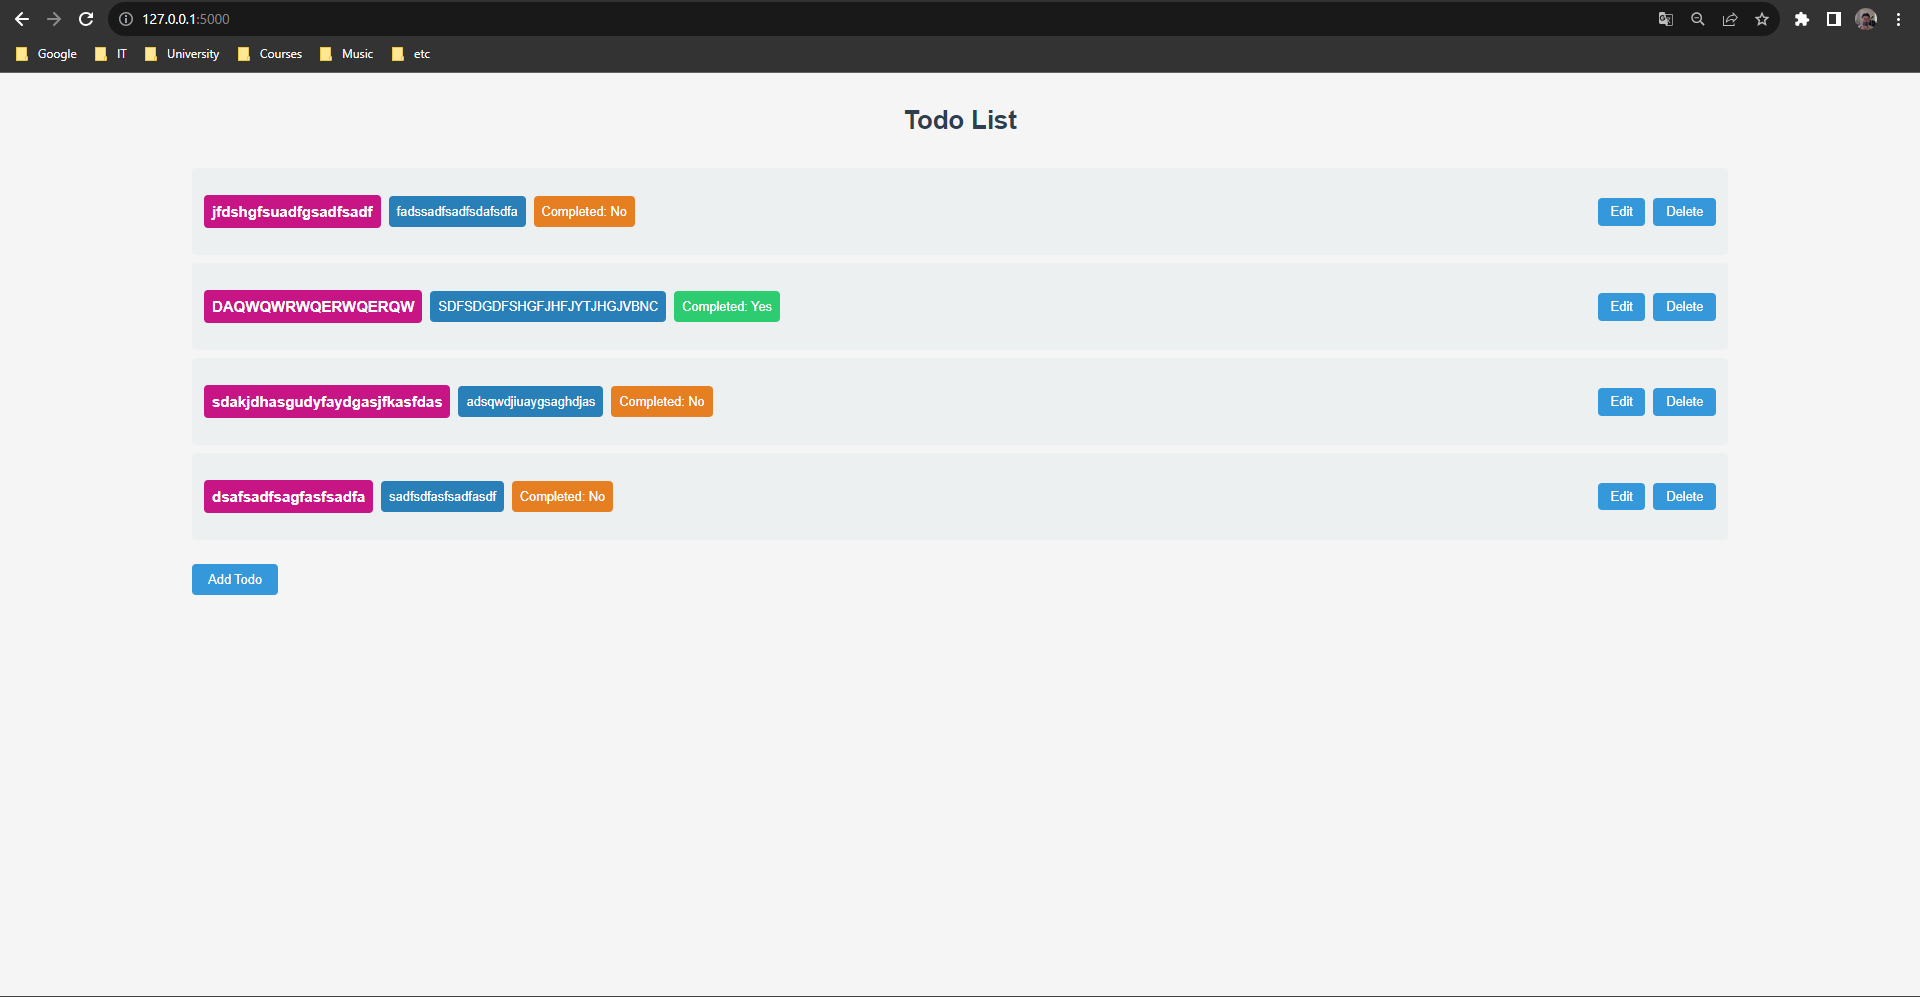 127.0.0.1:5000
Google IT University Courses Music etc
Todo List
jfdshgfsuadfgsadfsadf fadssadfsadfsdafsdfa Completed: No Edit Delete
DAQWQWRWQERWQERQW SDFSDGDFSHGFJHFJYTJHGJVBNC Completed: Yes Edit Delete
sdakjdhasgudyfaydgasjfkasfdas adsqwdjiuaygsaghdjas Completed: No Edit Delete
dsafsadfsagfasfsadfa sadfsdfasfsadfasdf Completed: No Edit Delete
Add Todo